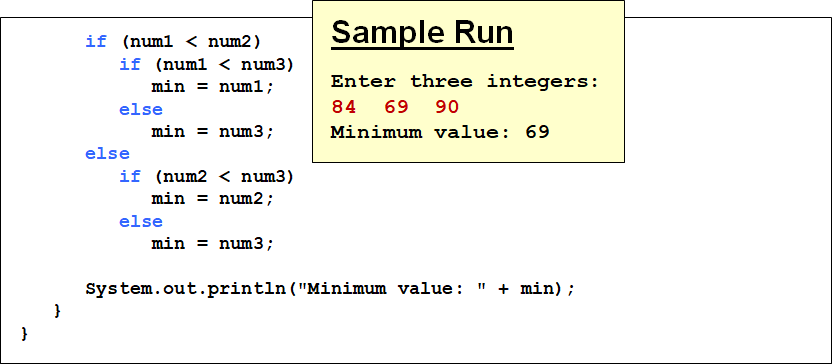 if (num1 < num2)
if (num1 < num3)
min = num1;
else
min = num3;
else
if (num2 < num3)
min = num2;
else
min = num3;
System.out.println("Minimum value: " + min);
}
}
Sample Run
Enter three integers:
84 69 90
Minimum value: 69